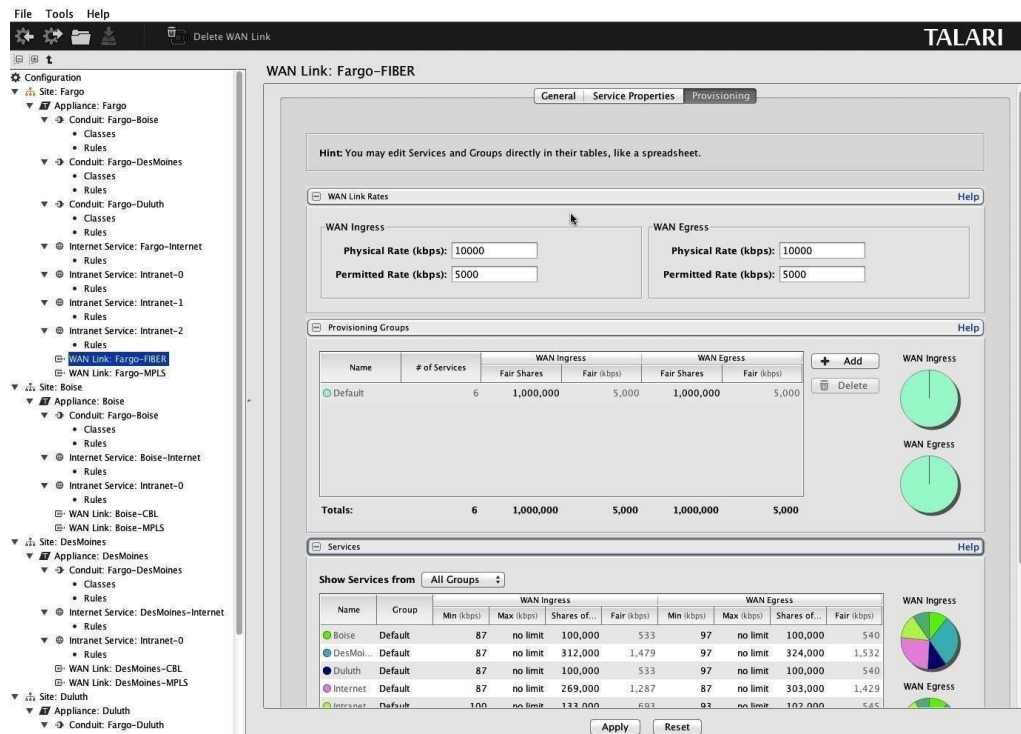 File Tools Help
Delete WAN Link
TALARI
Configuration
Site: Fargo
Appliance: Fargo
Conduit: Fargo-Boise
Classes
Rules
Conduit: Fargo-DesMoines
Classes
Rules
Conduit: Fargo-Duluth
Classes
Rules
Internet Service: Fargo-Internet
Rules
Intranet Service: Intranet-0
Rules
Intranet Service: Intranet-1
Rules
Intranet Service: Intranet-2
Rules
WAN Link: Fargo-FIBER
WAN Link: Fargo-MPLS
Site: Boise
Appliance: Boise
Conduit: Fargo-Boise
Classes
Rules
Internet Service: Boise-Internet
Rules
Intranet Service: Intranet-0
Rules
WAN Link: Boise-CBL
WAN Link: Boise-MPLS
Site: DesMoines
Appliance: DesMoines
Conduit: Fargo-DesMoines
Classes
Rules
Internet Service: DesMoines-Internet
Rules
Intranet Service: Intranet-0
Rules
WAN Link: DesMoines-CBL
WAN Link: DesMoines-MPLS
Site: Duluth
Appliance: Duluth
Conduit: Fargo-Duluth
WAN Link: Fargo-FIBER
General Service Properties Provisioning
Hint: You may edit Services and Groups directly in their tables, like a spreadsheet.
WAN Link Rates Help
WAN Ingress WAN Egress
Physical Rate (kbps): 10000 Physical Rate (kbps): 10000
Permitted Rate (kbps): 5000 Permitted Rate (kbps): 5000
Provisioning Groups Help
WAN Ingress WAN Egress
Name # of Services Fair Shares Fair (kbps) Fair Shares Fair (kbps)
Default 6 1,000,000 5,000 1,000,000 5,000
Totals: 6 1,000,000 5,000 1,000,000 5,000
Add
Delete
WAN Ingress
WAN Egress
Services Help
Show Services from All Groups
WAN Ingress WAN Egress
Name Group Min (kbps) Max (kbps) Shares of... Fair (kbps) Min (kbps) Max (kbps) Shares of... Fair (kbps)
Boise Default 87 no limit 100,000 533 97 no limit 100,000 540
DesMoi... Default 87 no limit 312,000 1,479 97 no limit 324,000 1,532
Duluth Default 87 no limit 100,000 533 97 no limit 100,000 540
Internet Default 87 no limit 269,000 1,287 87 no limit 303,000 1,429
Intranet Default 100 no limit 133,000 693 93 no limit 102,000 545
WAN Ingress
WAN Egress
Apply Reset